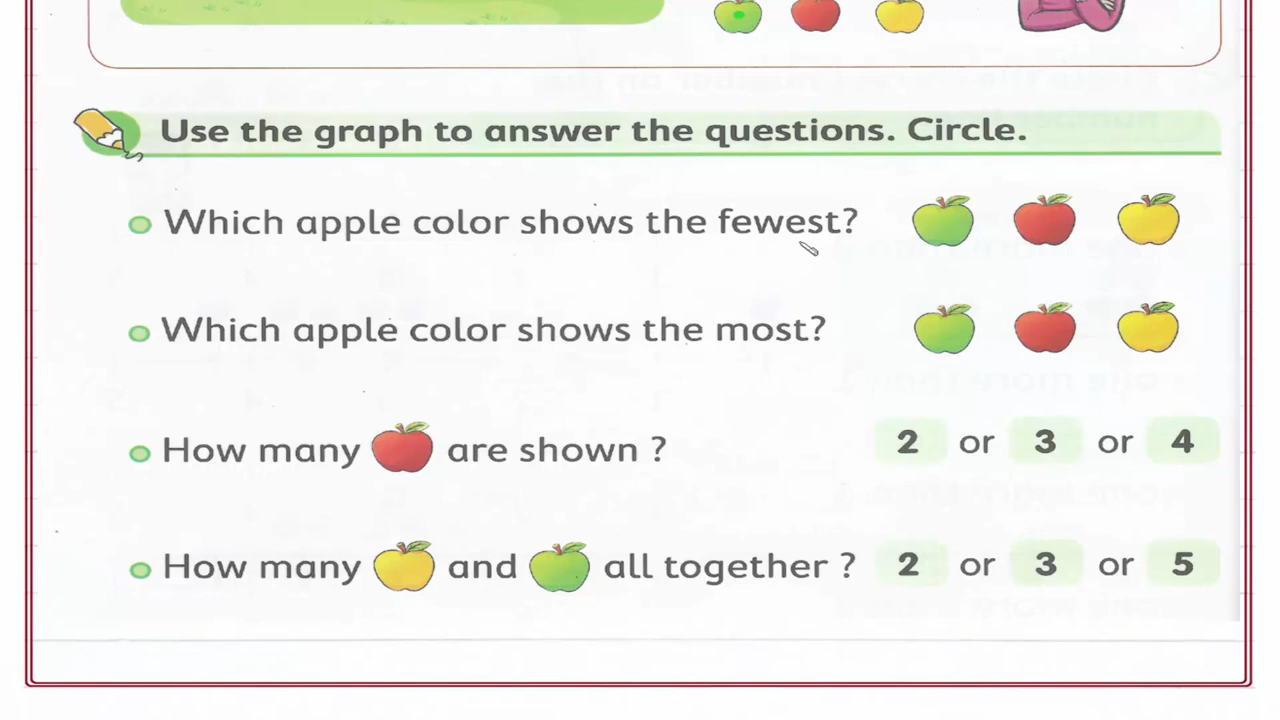 Use the graph to answer the questions. Circle.
Which apple color shows the fewest?
Which apple color shows the most?
How many are shown ? 2 or 3 or 4
How many and all together ? 2 or 3 or 5